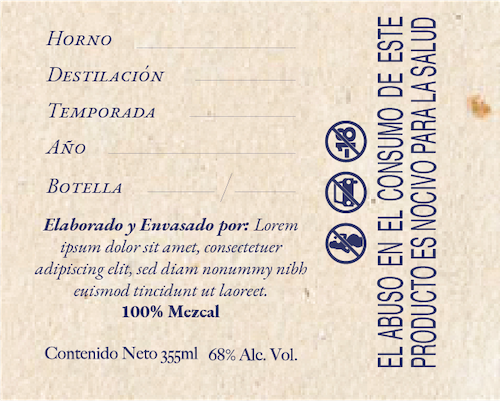 Horno
Destilación
Temporada
Año
Botella /
Elaborado y Envasado por: Lorem
ipsum dolor sit amet, consectetuer
adipiscing elit, sed diam nonummy nibh
euismod tincidunt ut laoreet.
100% Mezcal
Contenido Neto 355ml 68% Alc. Vol.
-18
EL ABUSO EN EL CONSUMO DE ESTE
PRODUCTO ES NOCIVO PARA LA SALUD